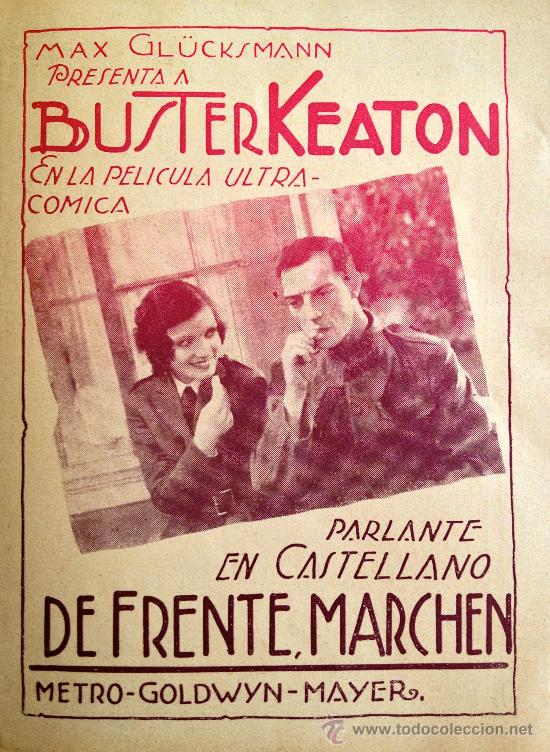 MAX GLÜCKSMANN
PRESENTA A
BUSTER KEATON
EN LA PELICULA ULTRA-
COMICA
PARLANTE
EN CASTELLANO
DE FRENTE, MARCHEN
METRO-GOLDWYN-MAYER.
tc www.todocoleccion.net